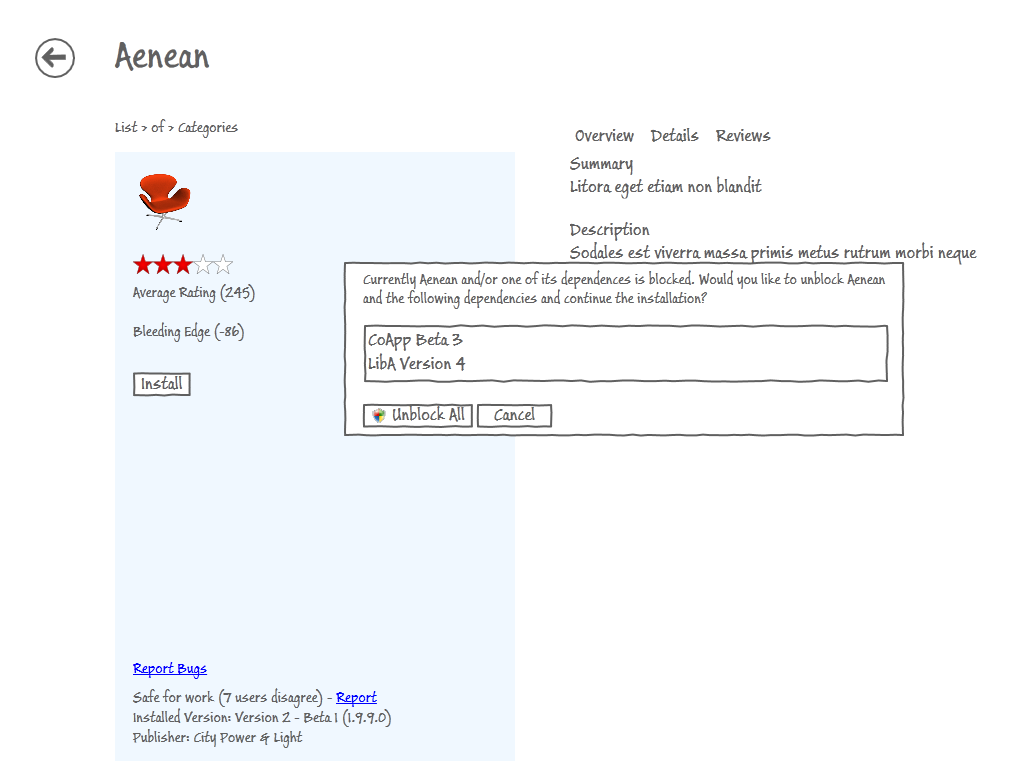 Aenean
List > of > Categories
Average Rating (245)
Bleeding Edge (-86)
Install
Report Bugs
Safe for work (7 users disagree) - Report
Installed Version: Version 2 - Beta 1 (1.9.9.0)
Publisher: City Power & Light
Overview Details Reviews
Summary
Litora eget etiam non blandit
Description
Sodales est viverra massa primis metus rutrum morbi neque
Currently Aenean and/or one of its dependences is blocked. Would you like to unblock Aenean
and the following dependencies and continue the installation?
CoApp Beta 3
LibA Version 4
Unblock All Cancel